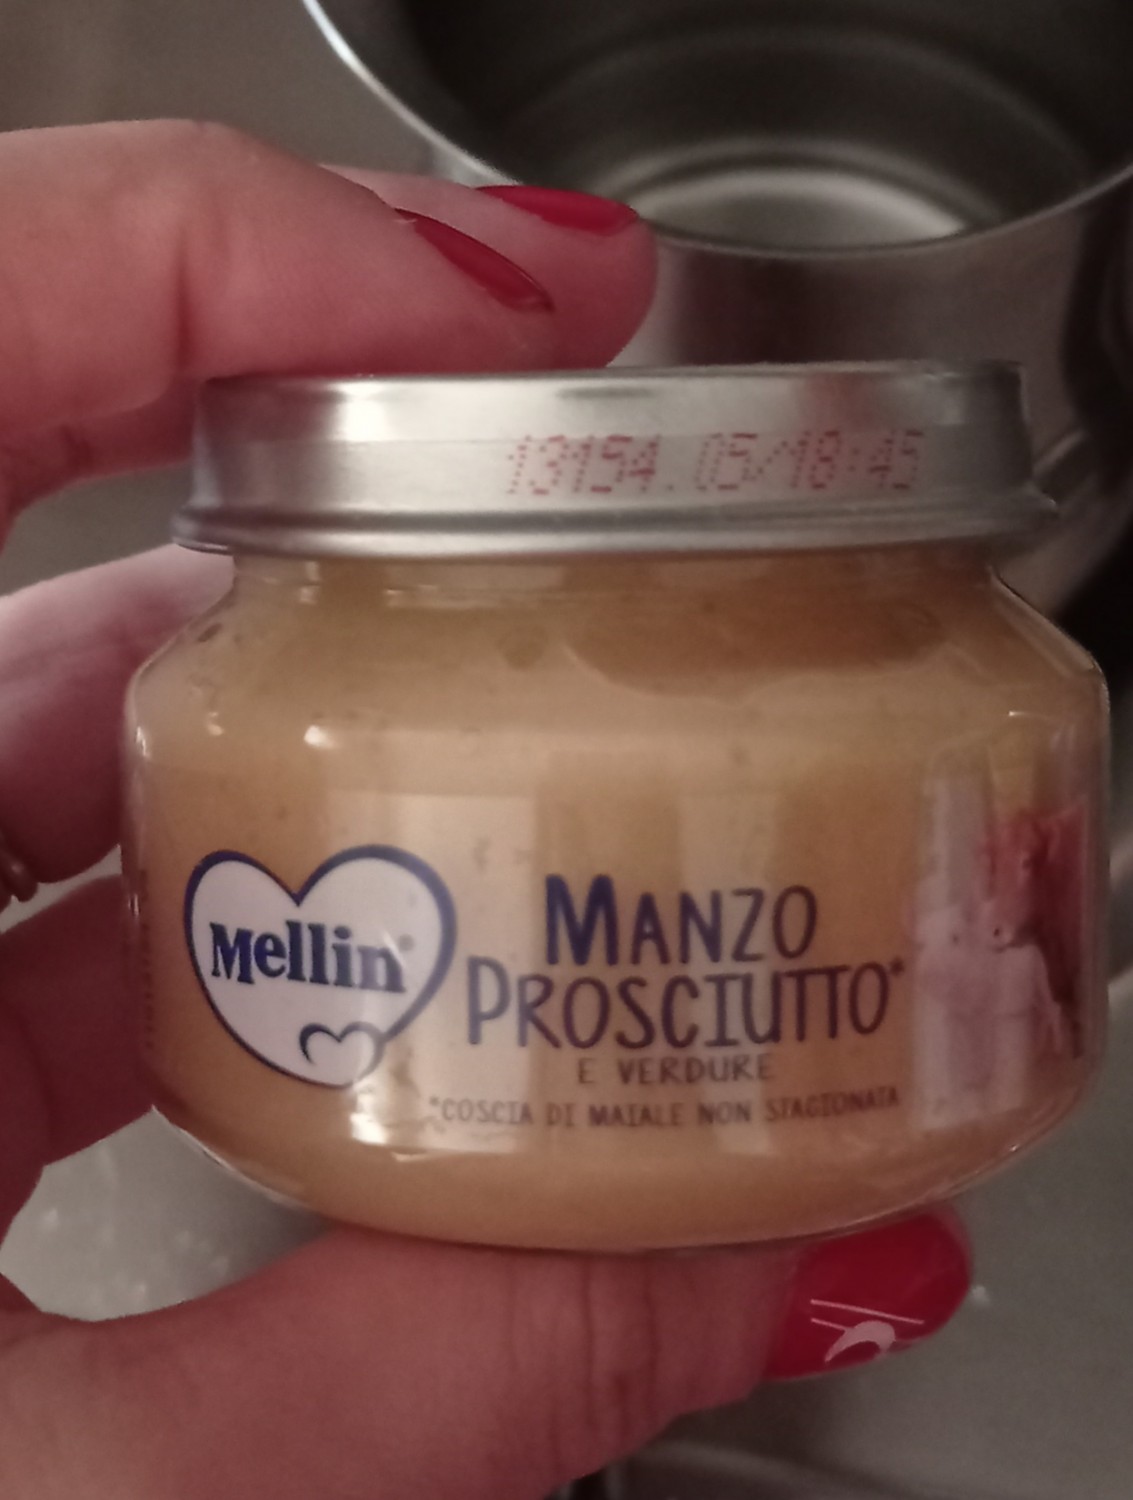 13154.05/18:45
Mellin
MANZO
PROSCIUTTO*
E VERDURE
*COSCIA DI MAIALE NON STAGIONATA